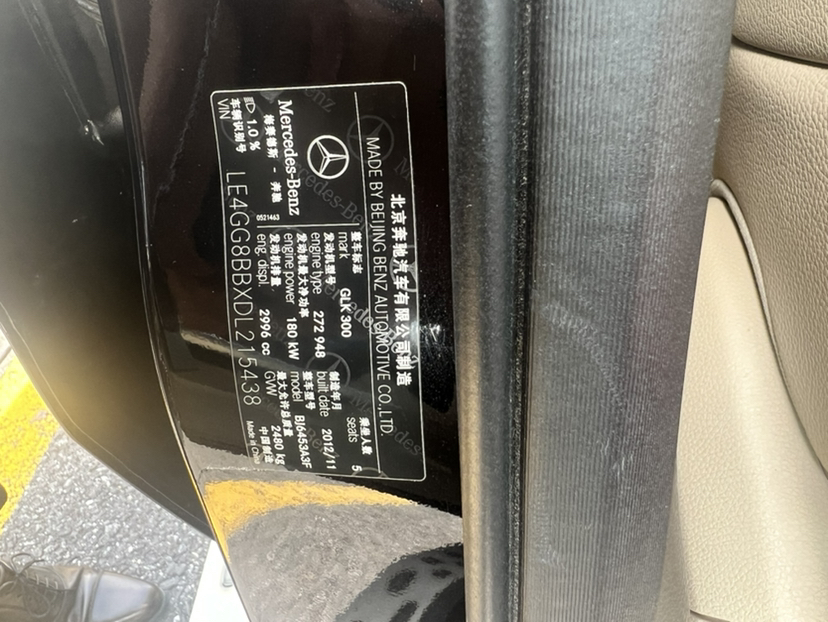 北京奔驰汽车有限公司制造
MADE BY BEIJING BENZ AUTOMOTIVE CO.,LTD.
Mercedes-Benz
梅赛德斯 - 奔驰
0521463
1.0 %
整车标志
mark GLK 300
乘坐人数
seats 5
发动机型号
engine type 272 948
制造年月
built date 2012/11
发动机最大净功率
engine power 180 kW
整车型号
model BJ6453A3F
发动机排量
eng. displ. 2996 cc
最大允许总质量
GVW 2480 kg
车辆识别号
VIN LE4GG8BBXDL215438
中国制造
Made in China